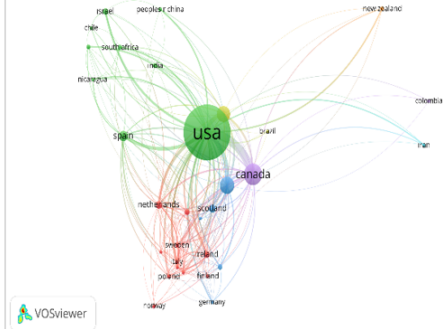 israel
peoples r china
new zealand
chile
south africa
india
nicaragua
colombia
usa
brazil
spain
iran
canada
netherlands
scotland
sweden
ireland
italy
poland
finland
norway
germany
VOSviewer